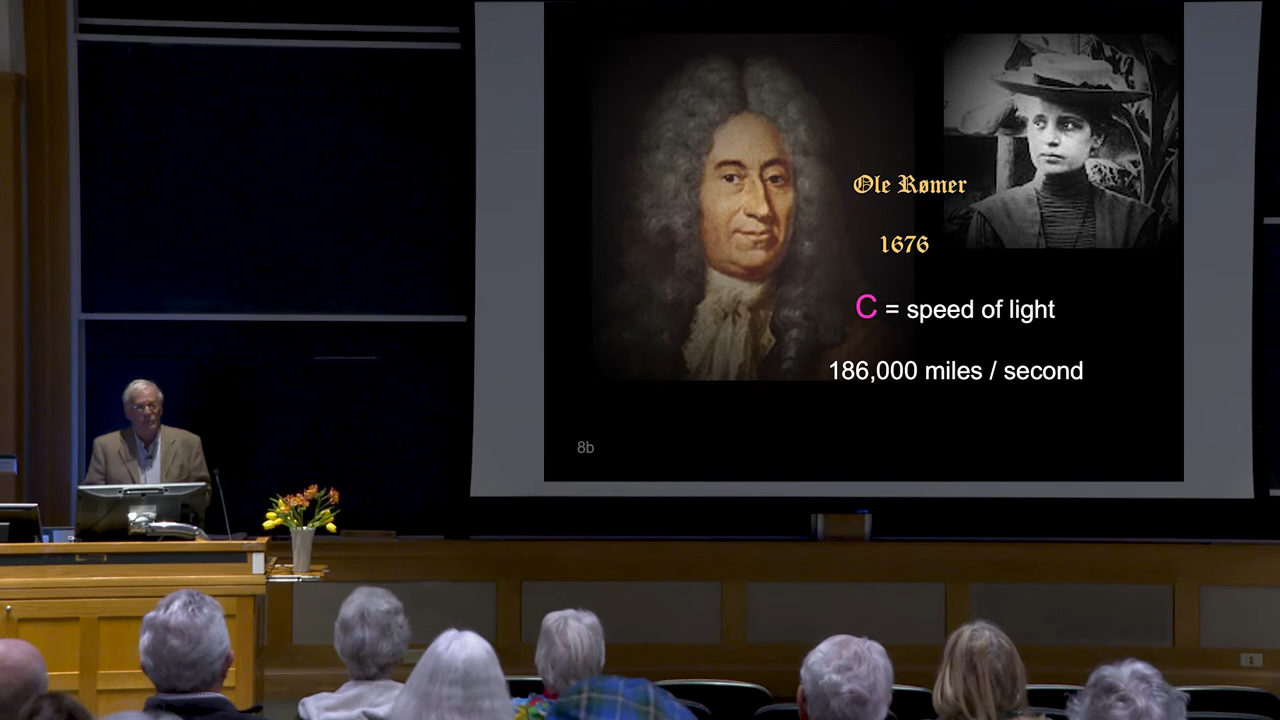 Ole Rømer
1676
C = speed of light
186,000 miles / second
8b